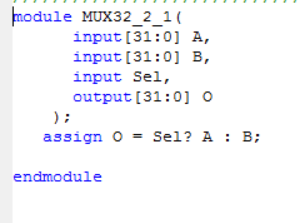 module MUX32_2_1(
input[31:0] A,
input[31:0] B,
input Sel,
output[31:0] O
);
assign O = Sel? A : B;
endmodule